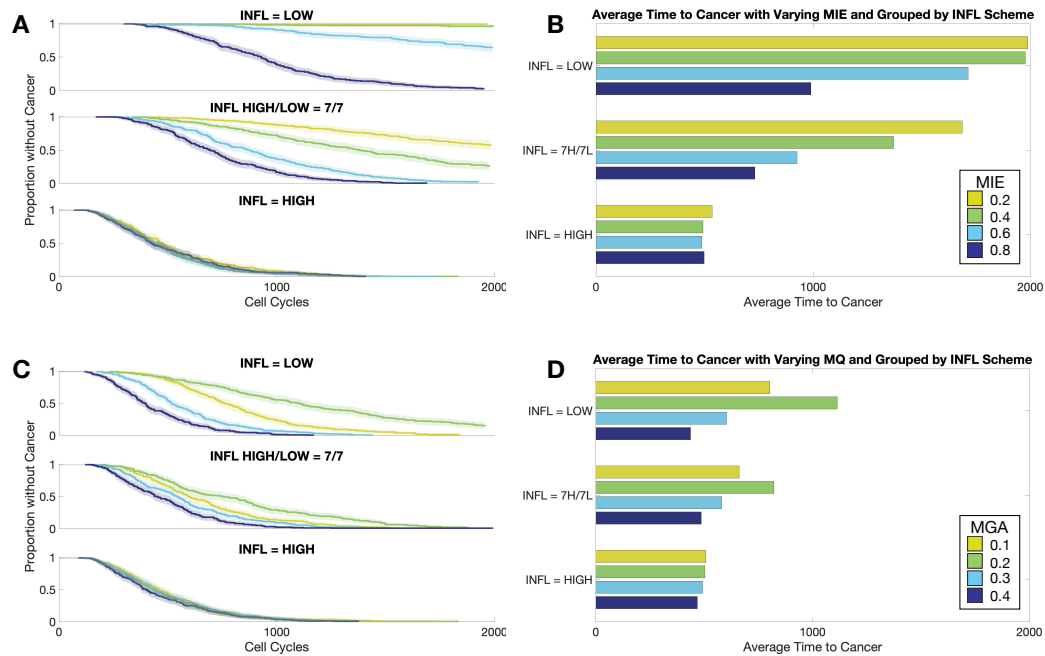 A
INFL = LOW
1
0.5
0
INFL HIGH/LOW = 7/7
1
0.5
0
INFL = HIGH
1
0.5
0
0
1000
2000
Proportion without Cancer
Cell Cycles
B
Average Time to Cancer with Varying MIE and Grouped by INFL Scheme
INFL = LOW
INFL = 7H/7L
INFL = HIGH
MIE
0.2
0.4
0.6
0.8
0
1000
2000
Average Time to Cancer
C
INFL = LOW
1
0.5
0
INFL HIGH/LOW = 7/7
1
0.5
0
INFL = HIGH
1
0.5
0
0
1000
2000
Proportion without Cancer
Cell Cycles
D
Average Time to Cancer with Varying MQ and Grouped by INFL Scheme
INFL = LOW
INFL = 7H/7L
INFL = HIGH
MGA
0.1
0.2
0.3
0.4
0
1000
2000
Average Time to Cancer